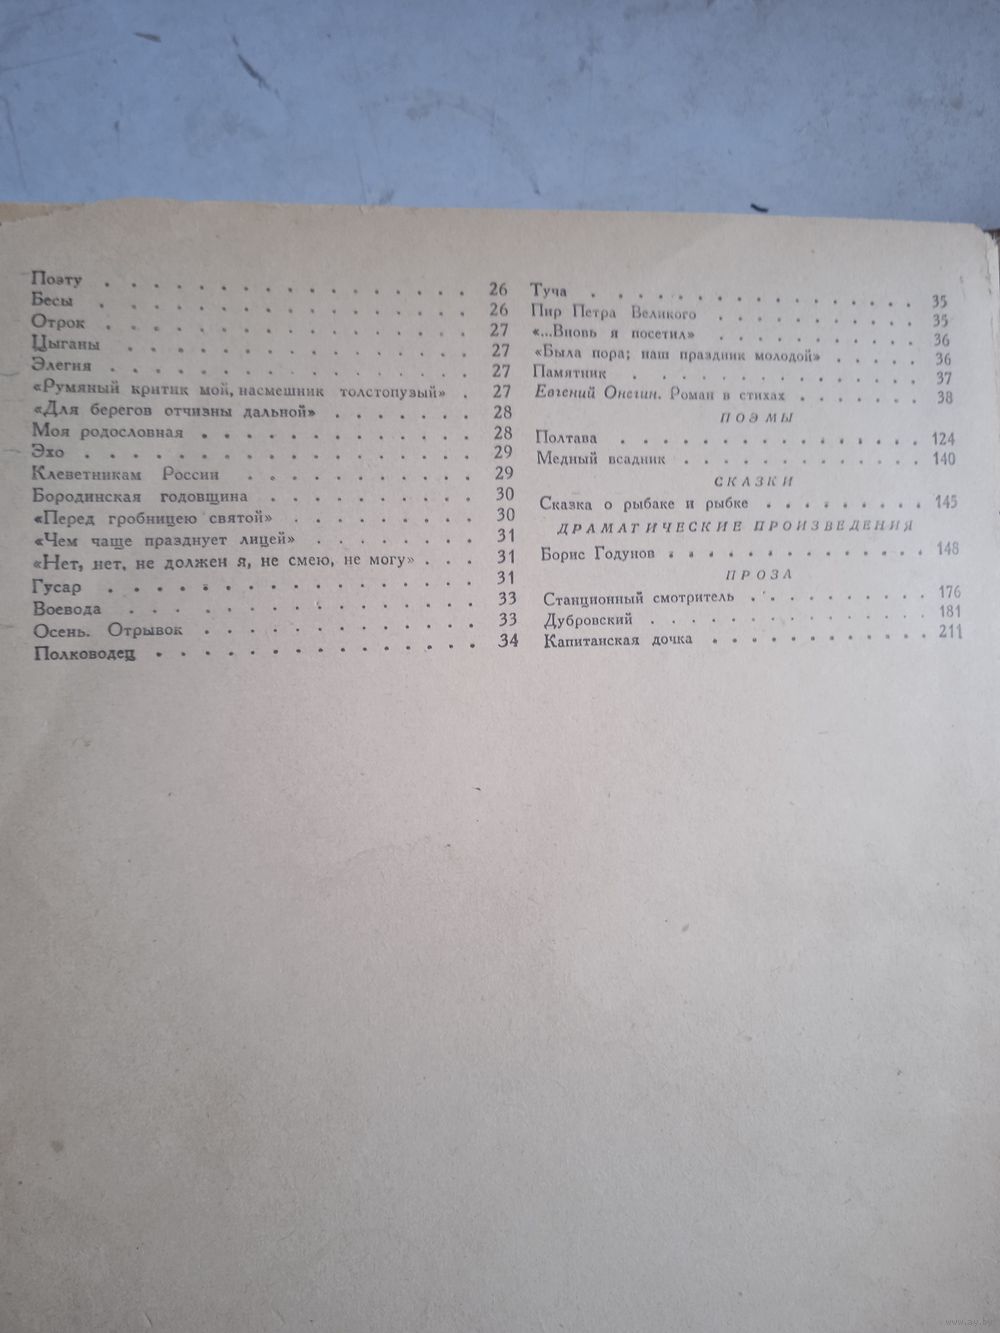 Поэту . . . . . . . . . . . . . . . . 26
Бесы . . . . . . . . . . . . . . . . 26
Отрок . . . . . . . . . . . . . . . . 27
Цыганы . . . . . . . . . . . . . . . 27
Элегия . . . . . . . . . . . . . . . 27
«Румяный критик мой, насмешник толстопузый» . 27
«Для берегов отчизны дальной» . . . . . . . 28
Моя родословная . . . . . . . . . . . . 28
Эхо . . . . . . . . . . . . . . . . . 29
Клеветникам России . . . . . . . . . . 29
Бородинская годовщина . . . . . . . . . 30
«Перед гробницею святой» . . . . . . . . 30
«Чем чаще празднует лицей» . . . . . . . 31
«Нет, нет, не должен я, не смею, не могу» . . . 31
Гусар . . . . . . . . . . . . . . . . 31
Воевода . . . . . . . . . . . . . . . 33
Осень. Отрывок . . . . . . . . . . . . 33
Полководец . . . . . . . . . . . . . . 34
Туча . . . . . . . . . . . . . . . 35
Пир Петра Великого . . . . . . . . . 35
«...Вновь я посетил» . . . . . . . . . 36
«Была пора; наш праздник молодой» . . . . . 36
Памятник . . . . . . . . . . . . . 37
Евгений Онегин. Роман в стихах . . . . . . . 38
ПОЭМЫ
Полтава . . . . . . . . . . . . . . 124
Медный всадник . . . . . . . . . . . 140
СКАЗКИ
Сказка о рыбаке и рыбке . . . . . . . . 145
ДРАМАТИЧЕСКИЕ ПРОИЗВЕДЕНИЯ
Борис Годунов . . . . . . . . . . . . 148
ПРОЗА
Станционный смотритель . . . . . . . . . 176
Дубровский . . . . . . . . . . . . . 181
Капитанская дочка . . . . . . . . . . . 211
www.ay.by